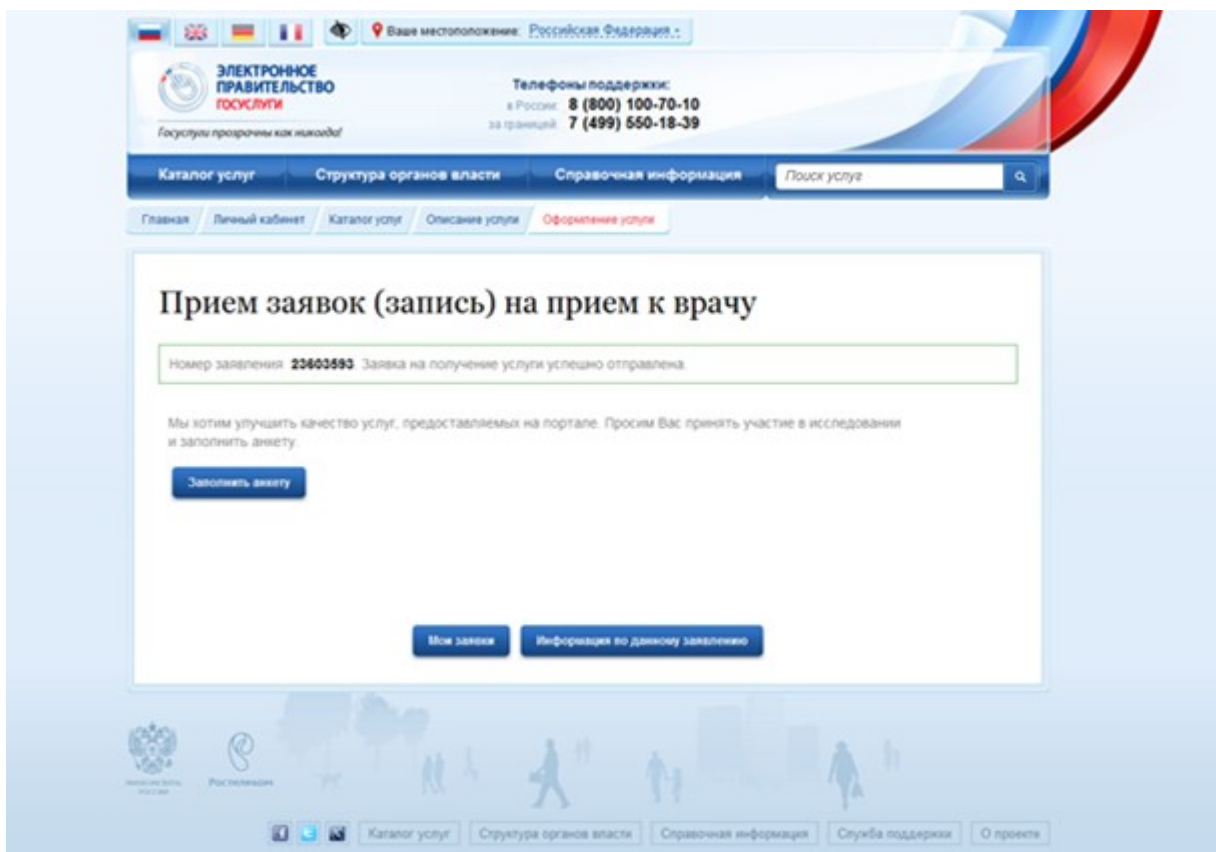 Ваше местоположение: Российская Федерация
ЭЛЕКТРОННОЕ
ПРАВИТЕЛЬСТВО
ГОСУСЛУГИ
Госуслуги прозрачны как никогда!
Телефоны поддержки:
в России: 8 (800) 100-70-10
за границей: 7 (499) 550-18-39
Каталог услуг Структура органов власти Справочная информация Поиск услуг
Главная Личный кабинет Каталог услуг Описание услуги Оформление услуги
Прием заявок (запись) на прием к врачу
Номер заявления 23603593 Заявка на получение услуги успешно отправлена.
Мы хотим улучшить качество услуг, предоставляемых на портале. Просим Вас принять участие в исследовании
и заполнить анкету.
Заполнить анкету
Мои заявки Информация по данному заявлению
Ростелеком
Каталог услуг Структура органов власти Справочная информация Служба поддержки О проекте